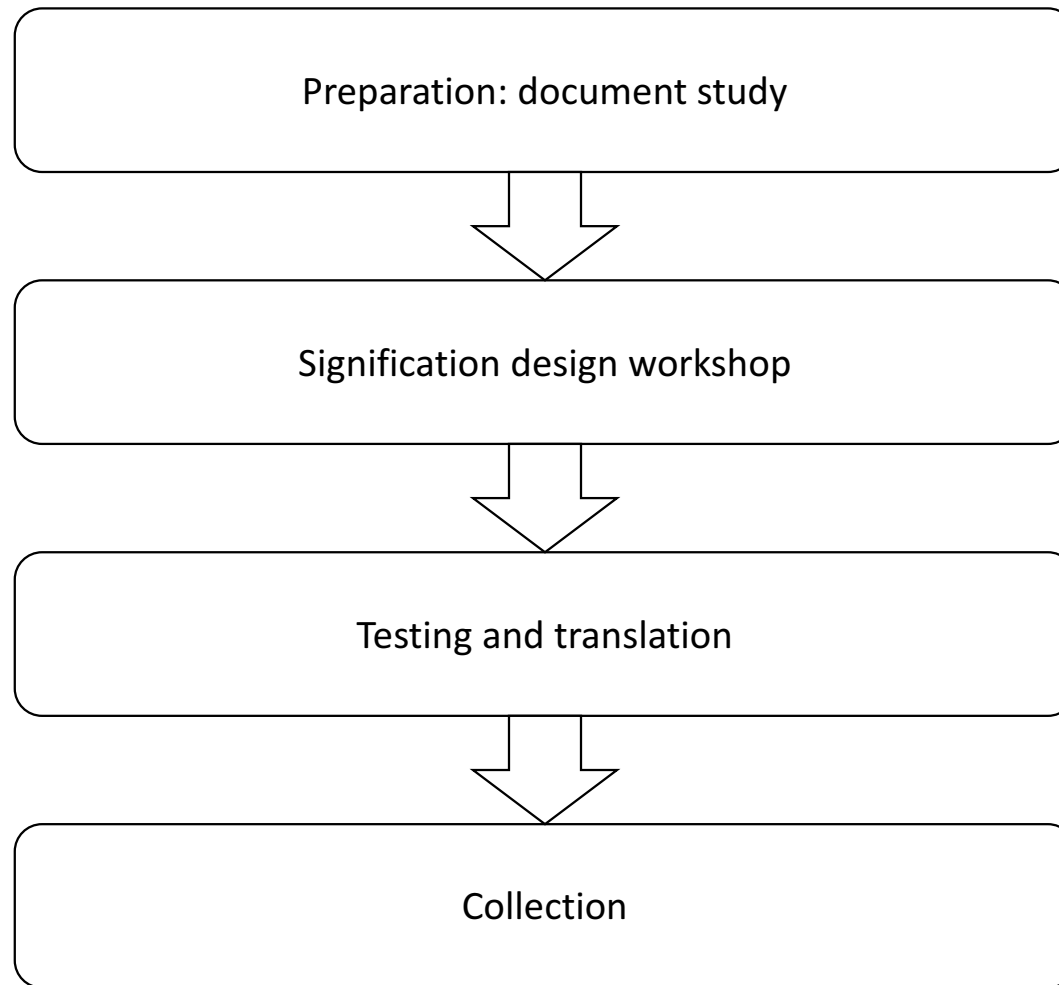 Preparation: document study
Signification design workshop
Testing and translation
Collection